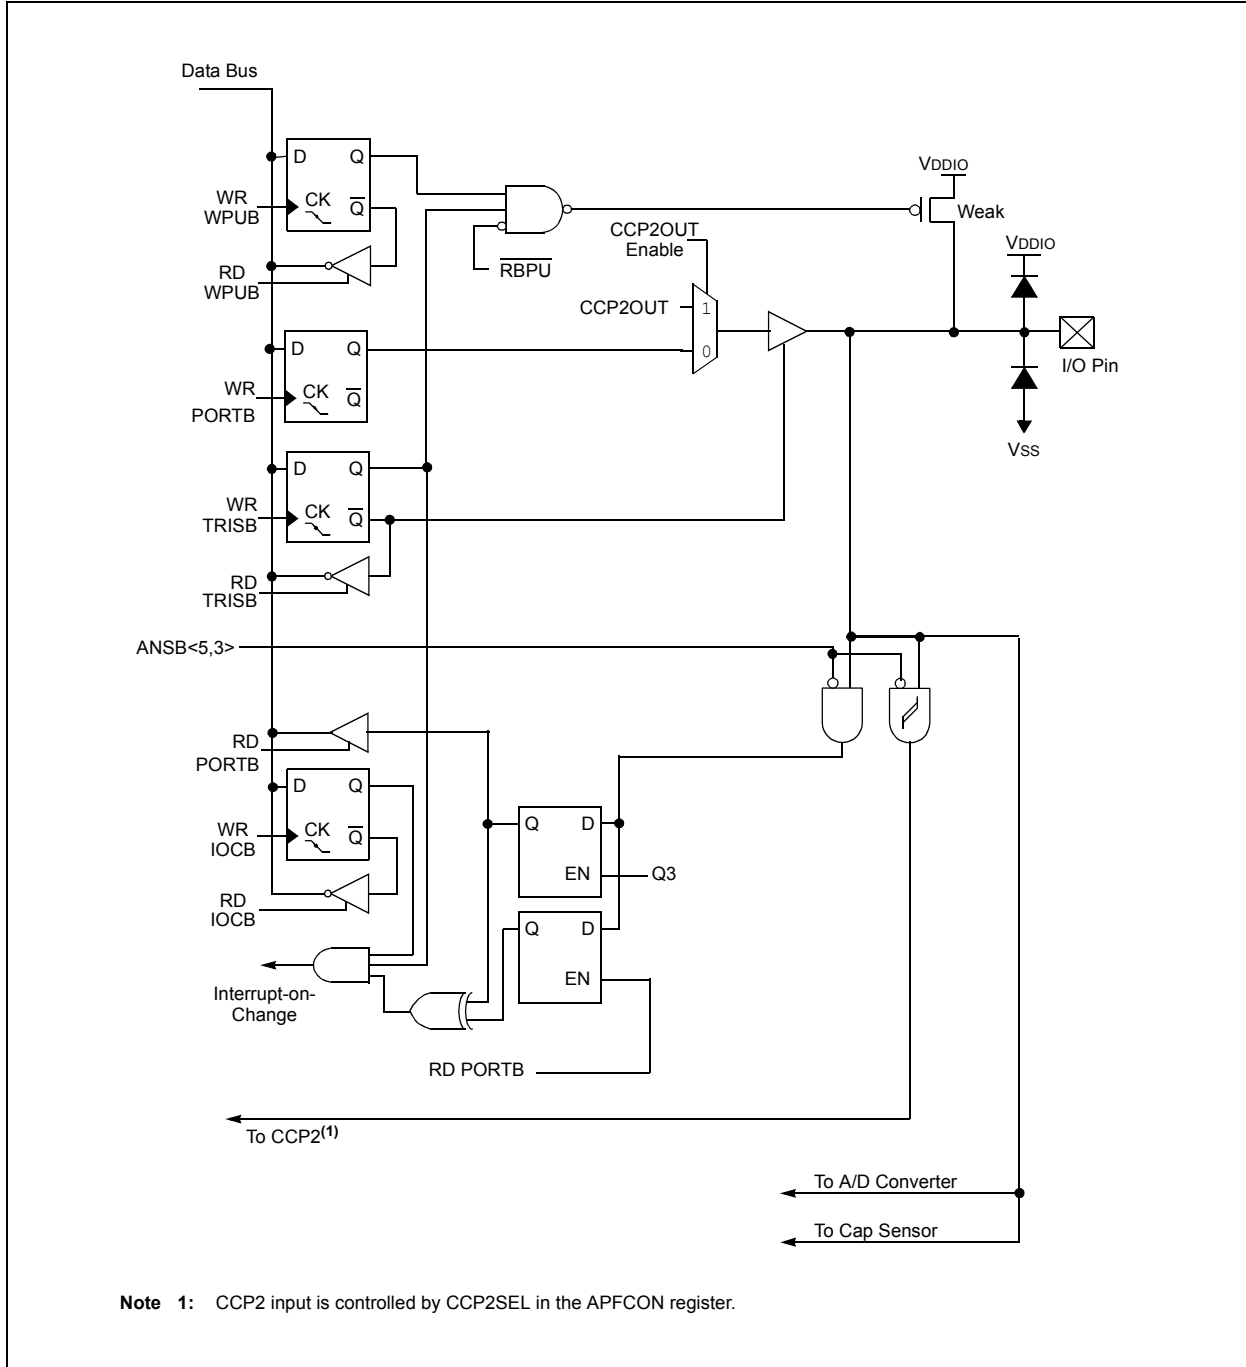 Data Bus
D Q
WR
WPUB
CK
Q̅
RD
WPUB
VDDIO
Weak
CCP2OUT
Enable
R̅B̅P̅U̅
VDDIO
CCP2OUT
1
0
I/O Pin
VSS
D Q
WR
PORTB
CK
Q̅
D Q
WR
TRISB
CK
Q̅
RD
TRISB
ANSB<5,3>
RD
PORTB
D Q
WR
IOCB
CK
Q̅
RD
IOCB
Q D
EN
Q3
Q D
EN
Interrupt-on-
Change
RD PORTB
To CCP2(1)
To A/D Converter
To Cap Sensor
Note 1: CCP2 input is controlled by CCP2SEL in the APFCON register.